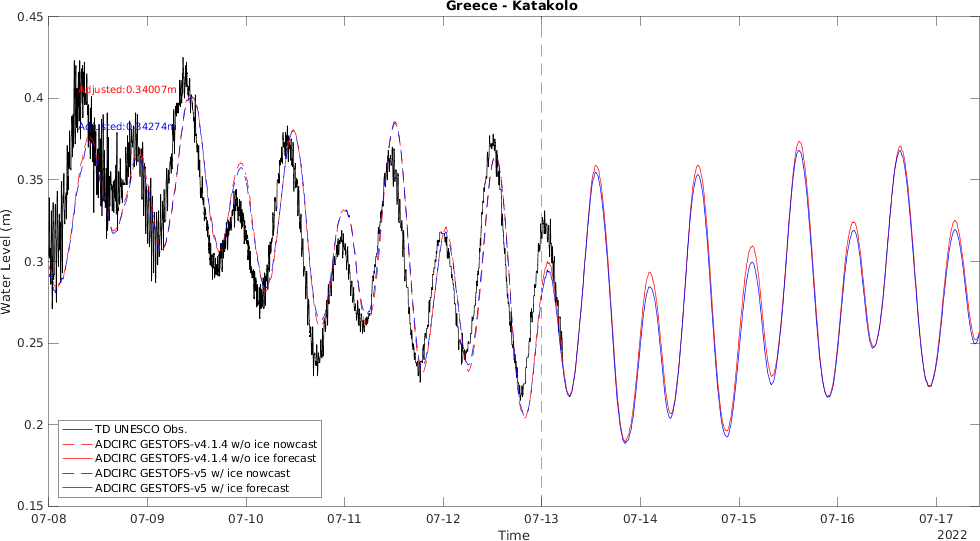 Greece - Katakolo
0.45
0.4
0.35
0.3
0.25
0.2
0.15
Water Level (m)
Adjusted:0.34007m
Adjusted:0.34274m
TD UNESCO Obs.
ADCIRC GESTOFS-v4.1.4 w/o ice nowcast
ADCIRC GESTOFS-v4.1.4 w/o ice forecast
ADCIRC GESTOFS-v5 w/ ice nowcast
ADCIRC GESTOFS-v5 w/ ice forecast
07-08 07-09 07-10 07-11 07-12 07-13 07-14 07-15 07-16 07-17
Time
2022